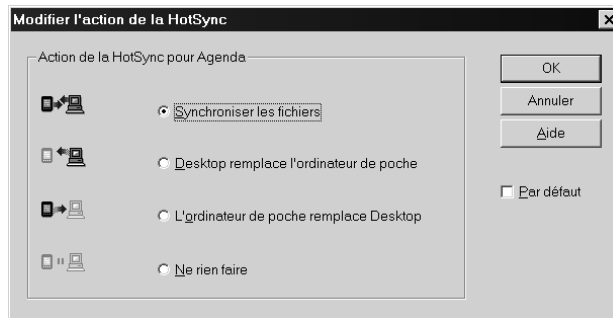 Modifier l'action de la HotSync
Action de la HotSync pour Agenda
Synchroniser les fichiers
Desktop remplace l'ordinateur de poche
L'ordinateur de poche remplace Desktop
Ne rien faire
OK
Annuler
Aide
Par défaut